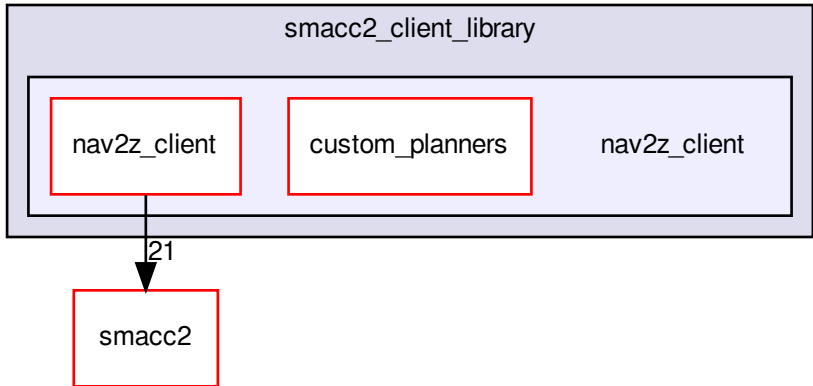 smacc2_client_library
nav2z_client
custom_planners
nav2z_client
21
smacc2